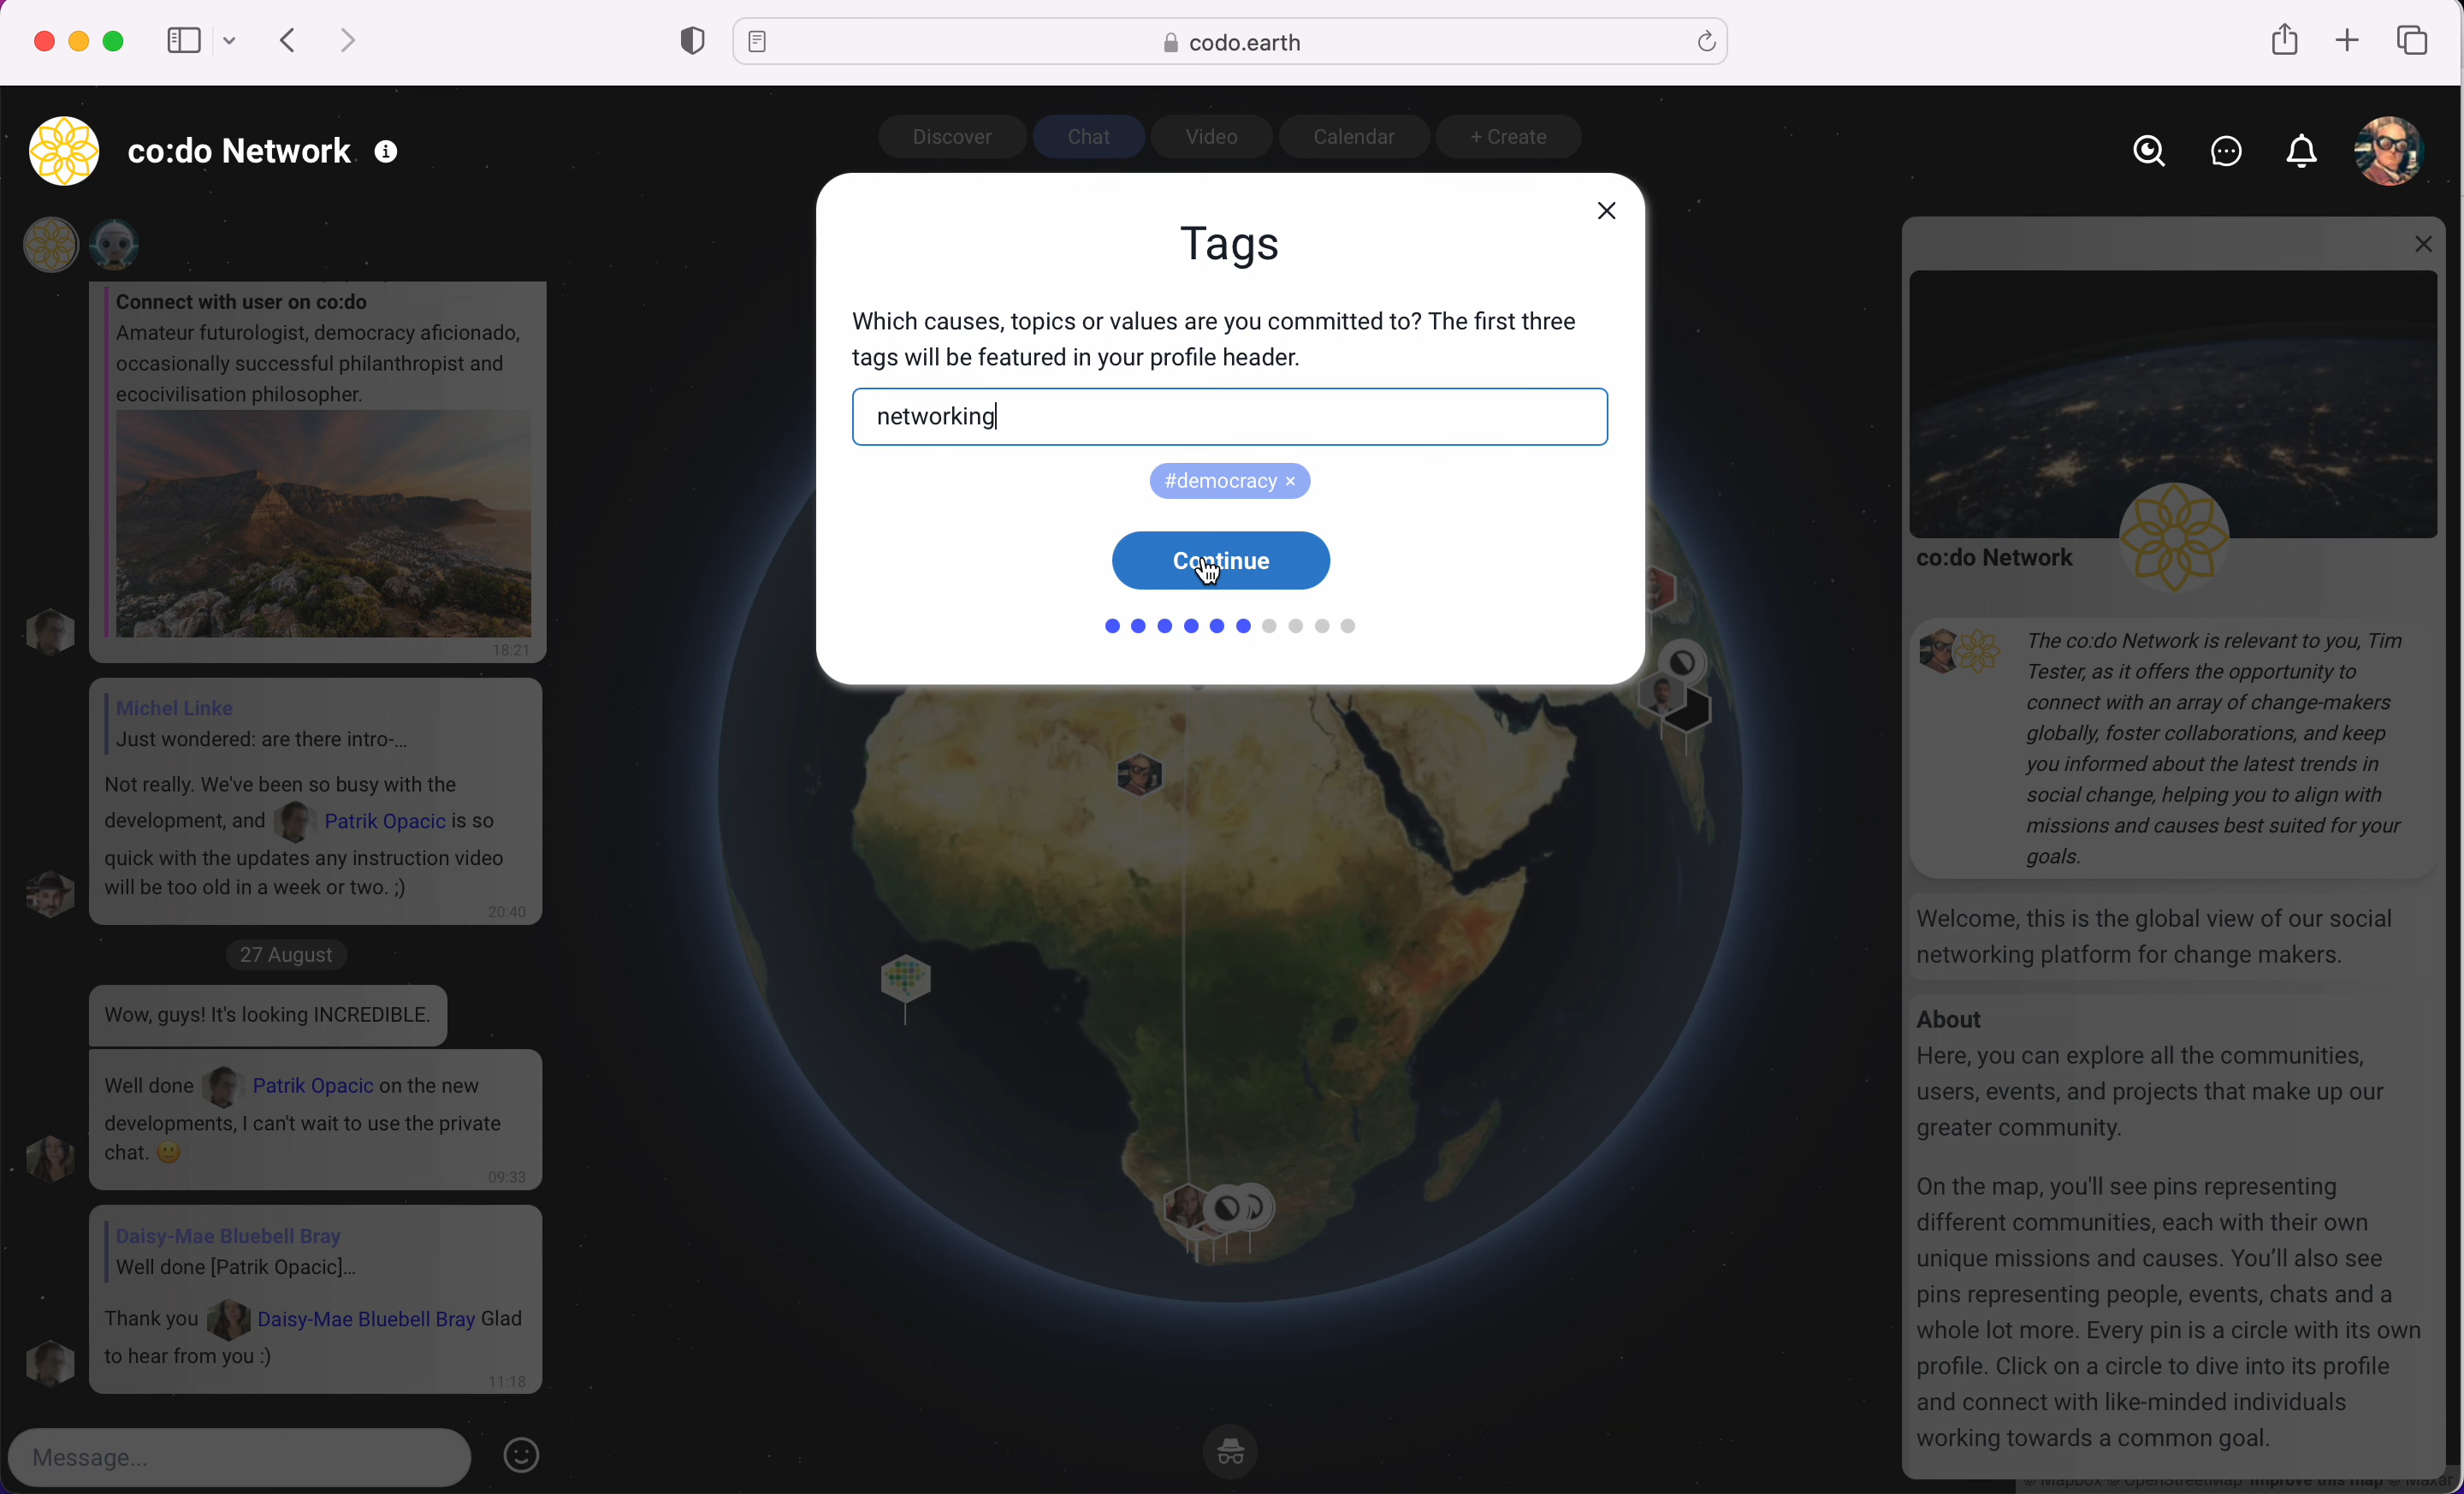 codo.earth
co:do Network
Discover
Chat
Video
Calendar
+ Create
Connect with user on co:do
Amateur futurologist, democracy aficionado,
occasionally successful philanthropist and
ecocivilisation philosopher.
18:21
Michel Linke
Just wondered: are there intro-...
Not really. We've been so busy with the
development, and Patrik Opacic is so
quick with the updates any instruction video
will be too old in a week or two. ;)
20:40
27 August
Wow, guys! It's looking INCREDIBLE.
Well done Patrik Opacic on the new
developments, I can't wait to use the private
chat. 🙂
09:33
Daisy-Mae Bluebell Bray
Well done [Patrik Opacic]...
Thank you Daisy-Mae Bluebell Bray Glad
to hear from you :)
11:18
Message...
Tags
Which causes, topics or values are you committed to? The first three
tags will be featured in your profile header.
networking
#democracy ×
Continue
co:do Network
The co:do Network is relevant to you, Tim
Tester, as it offers the opportunity to
connect with an array of change-makers
globally, foster collaborations, and keep
you informed about the latest trends in
social change, helping you to align with
missions and causes best suited for your
goals.
Welcome, this is the global view of our social
networking platform for change makers.
About
Here, you can explore all the communities,
users, events, and projects that make up our
greater community.
On the map, you'll see pins representing
different communities, each with their own
unique missions and causes. You'll also see
pins representing people, events, chats and a
whole lot more. Every pin is a circle with its own
profile. Click on a circle to dive into its profile
and connect with like-minded individuals
working towards a common goal.
© Mapbox © OpenStreetMap Improve this map © Maxar